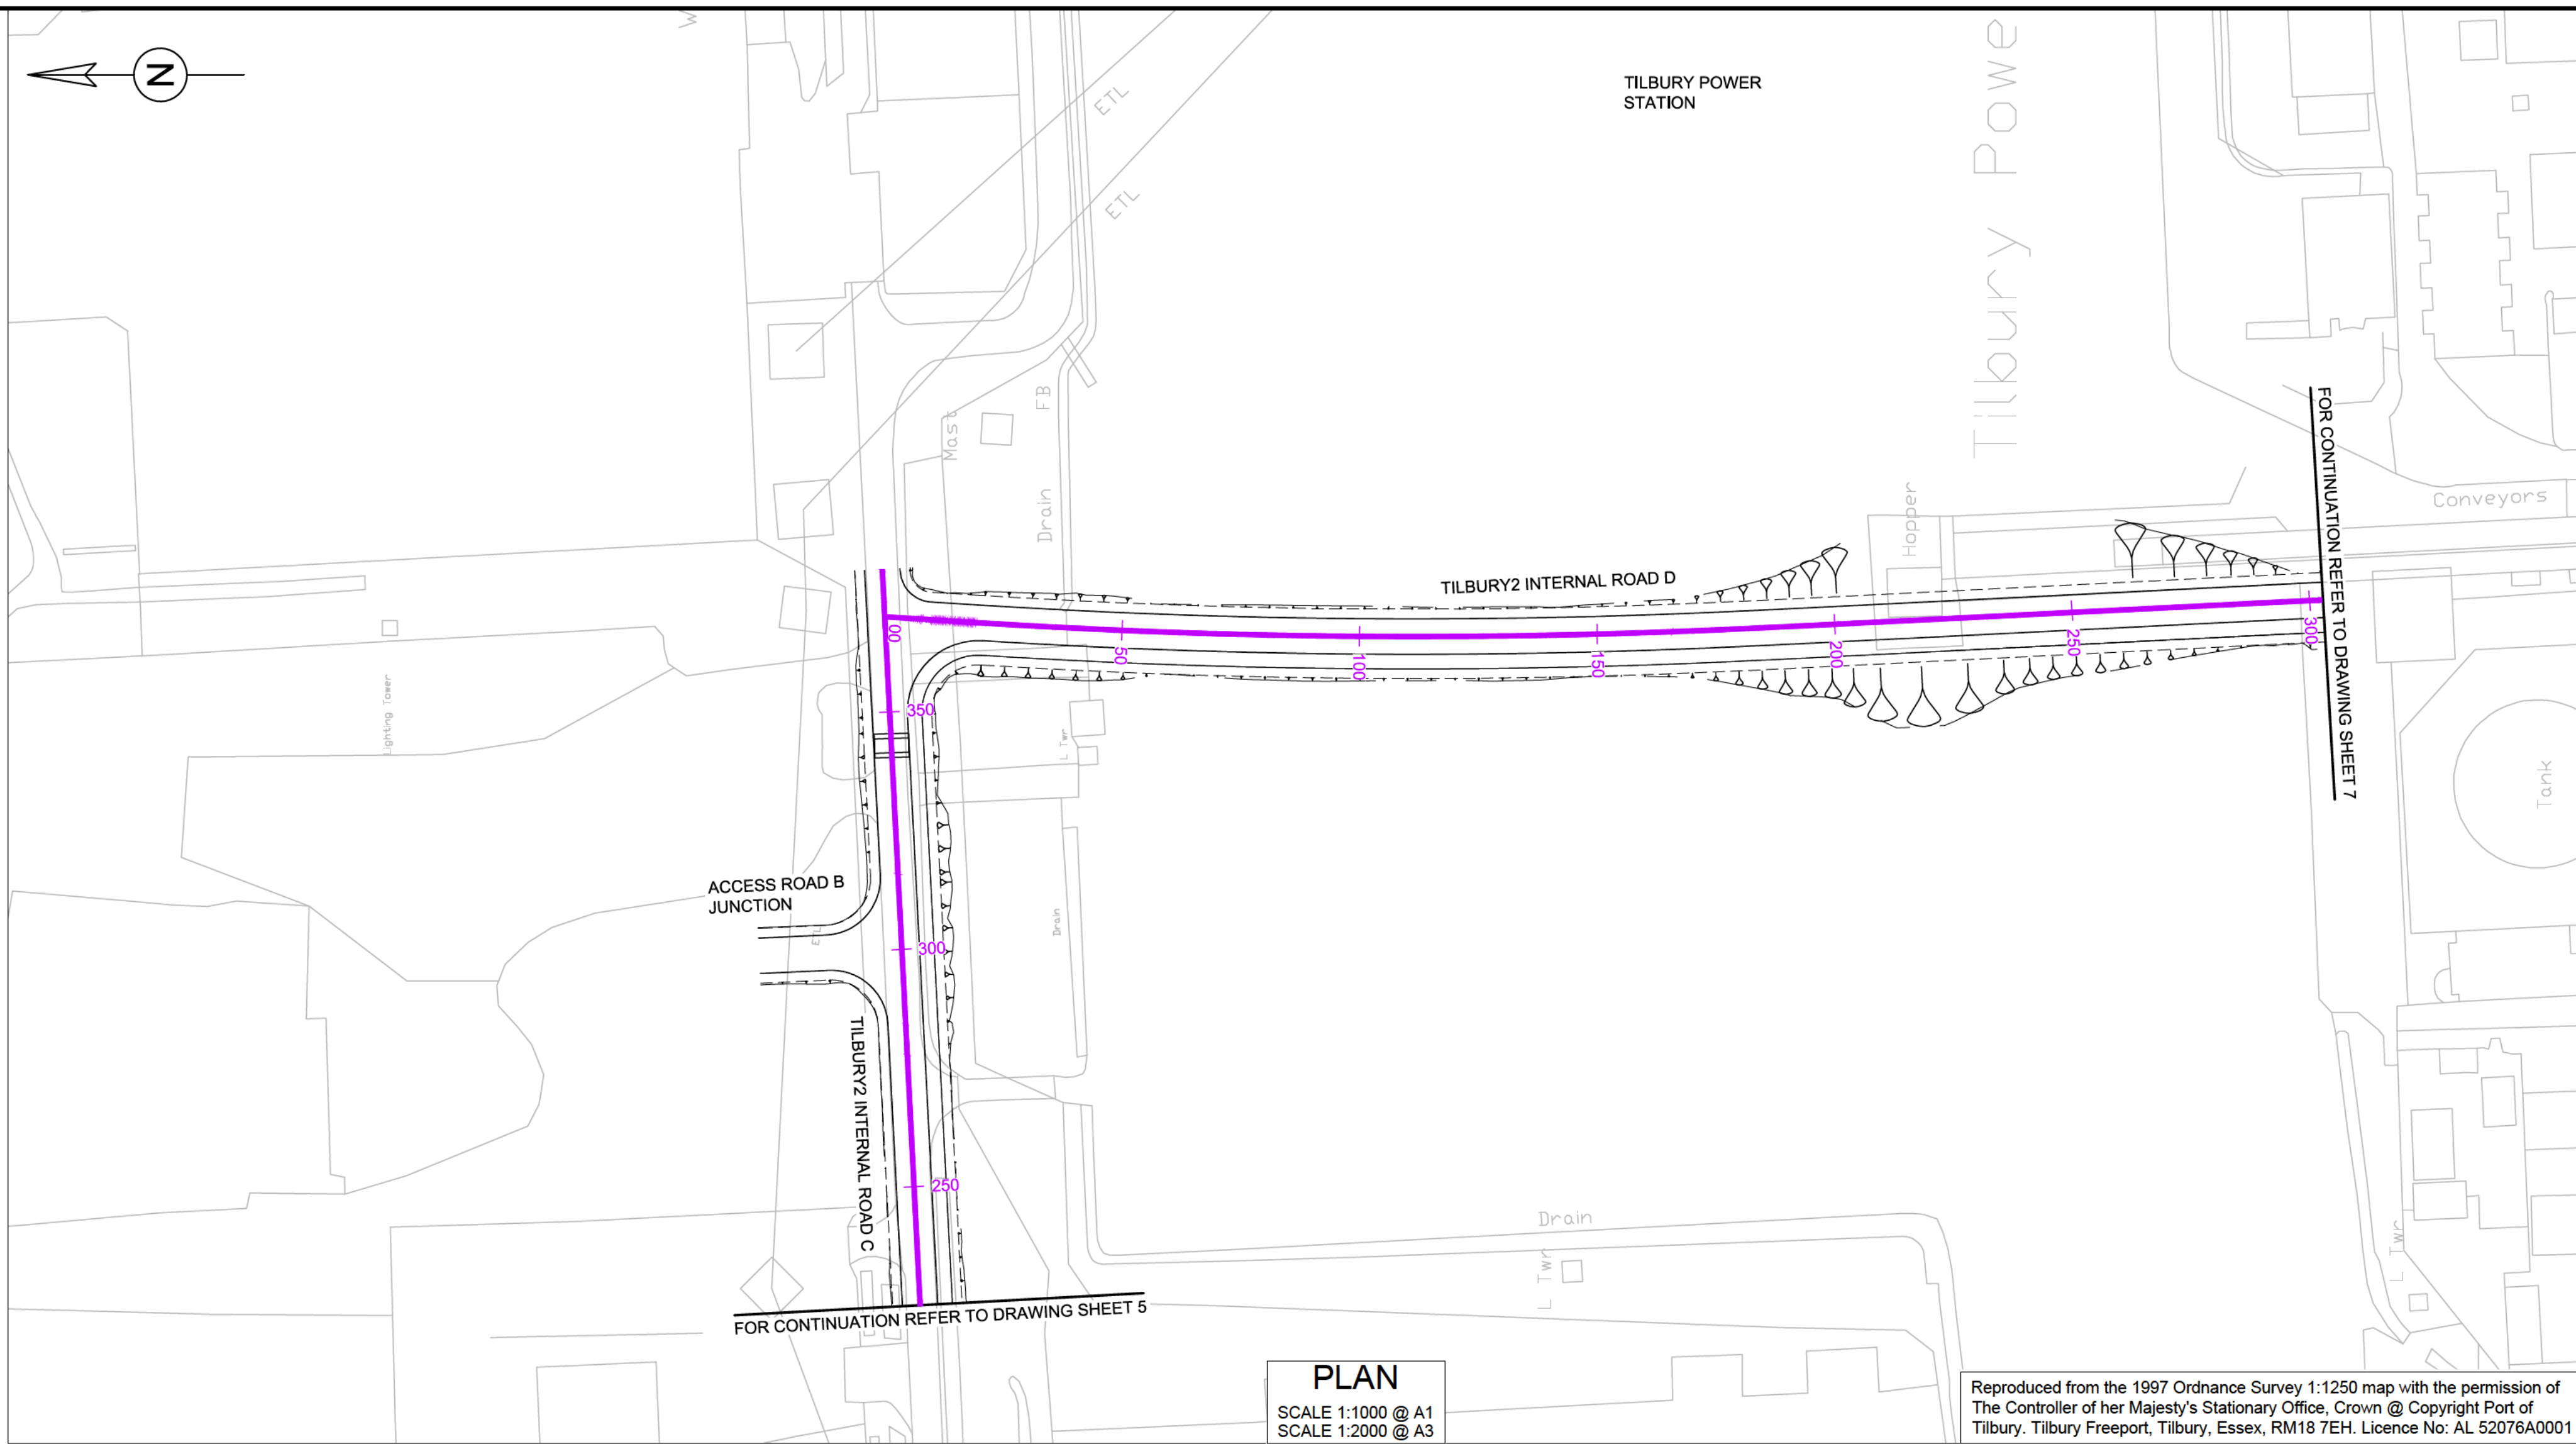 N
W
TILBURY POWER
STATION
Tilbury Powe
ETL
ETL
FB
Mast
Drain
Hopper
Conveyors
FOR CONTINUATION REFER TO DRAWING SHEET 7
TILBURY2 INTERNAL ROAD D
00
50
100
150
200
250
300
350
300
250
Lighting Tower
L Twr
Tank
ACCESS ROAD B
JUNCTION
ETL
Drain
TILBURY2 INTERNAL ROAD C
Drain
L Twr
L Twr
FOR CONTINUATION REFER TO DRAWING SHEET 5
PLAN
SCALE 1:1000 @ A1
SCALE 1:2000 @ A3
Reproduced from the 1997 Ordnance Survey 1:1250 map with the permission of
The Controller of her Majesty's Stationary Office, Crown @ Copyright Port of
Tilbury. Tilbury Freeport, Tilbury, Essex, RM18 7EH. Licence No: AL 52076A0001